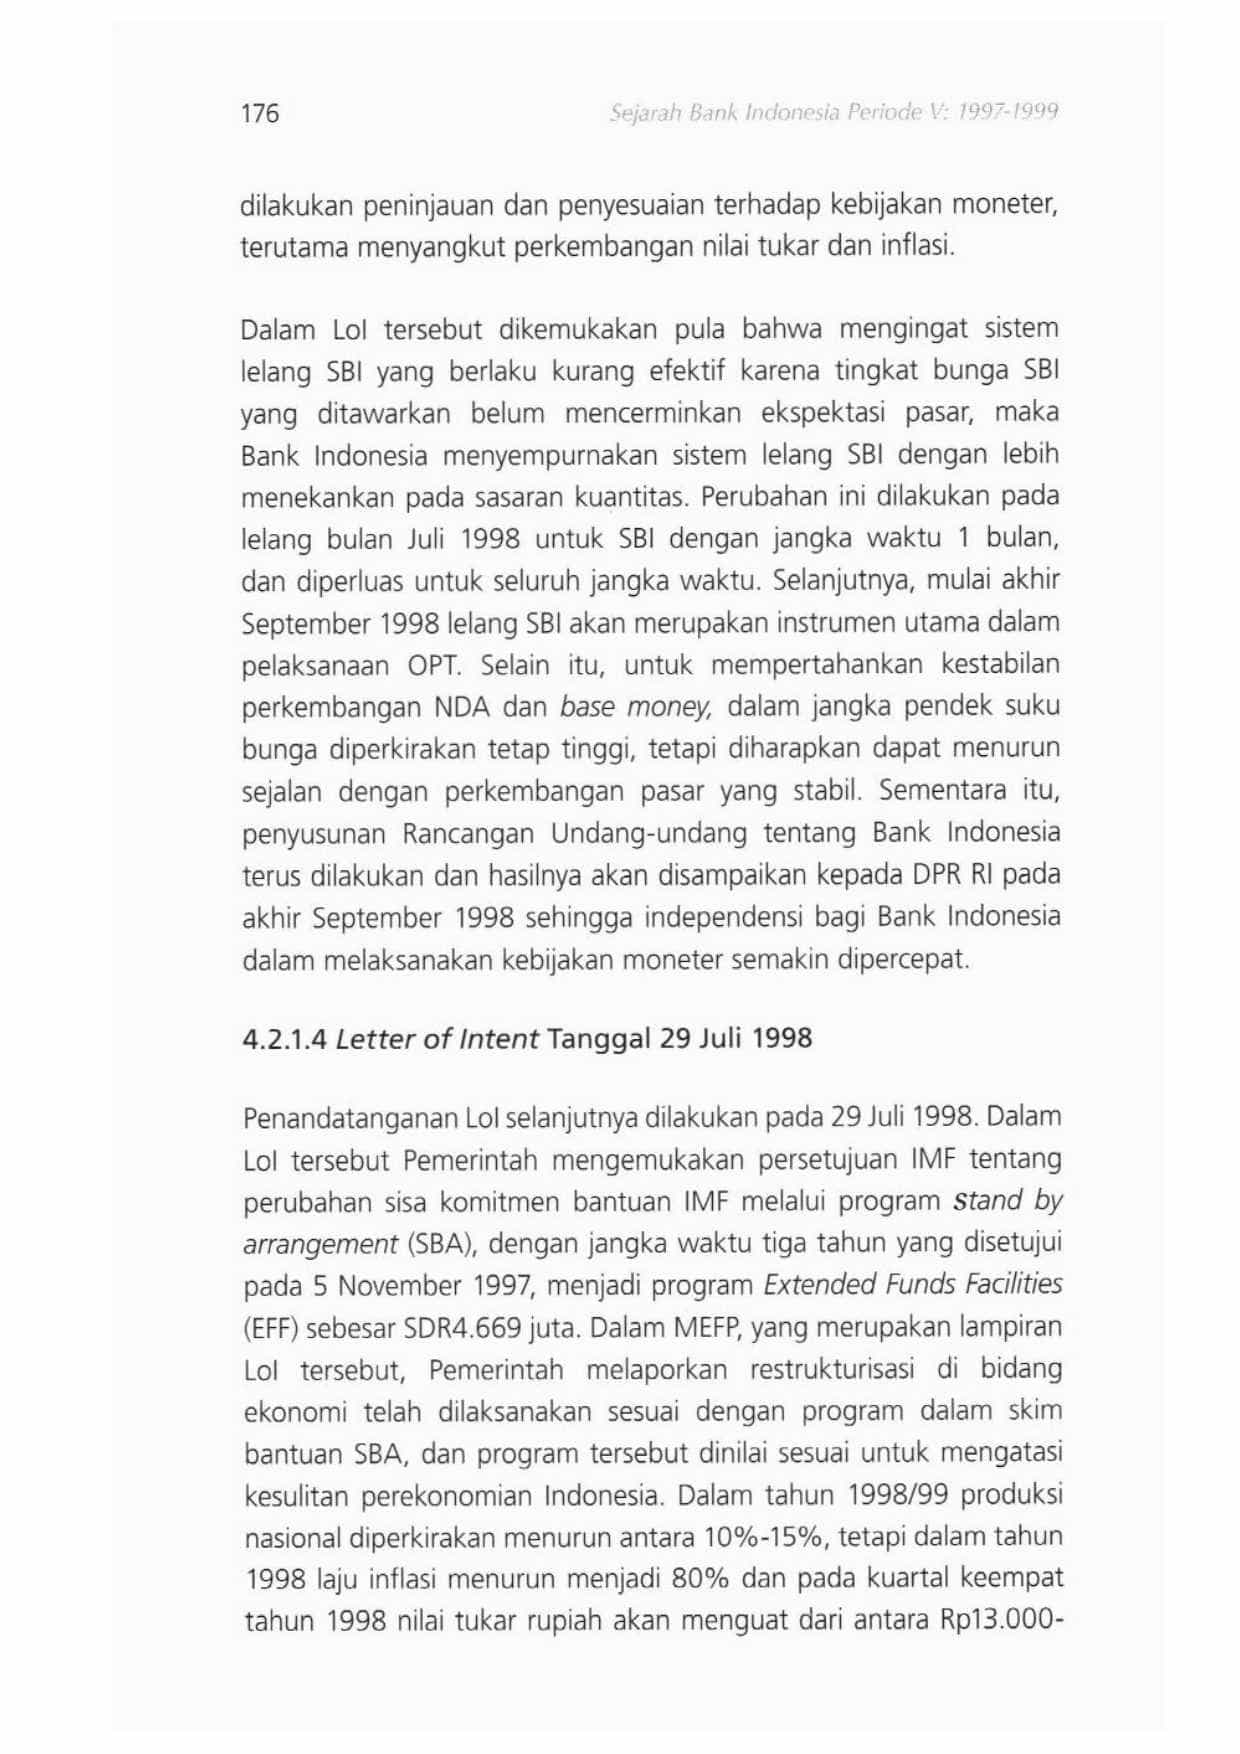 176
Sejarah Bank Indonesia Periode V: 1997-1999
dilakukan peninjauan dan penyesuaian terhadap kebijakan moneter,
terutama menyangkut perkembangan nilai tukar dan inflasi.
Dalam LoI tersebut dikemukakan pula bahwa mengingat sistem
lelang SBI yang berlaku kurang efektif karena tingkat bunga SBI
yang ditawarkan belum mencerminkan ekspektasi pasar, maka
Bank Indonesia menyempurnakan sistem lelang SBI dengan lebih
menekankan pada sasaran kuantitas. Perubahan ini dilakukan pada
lelang bulan Juli 1998 untuk SBI dengan jangka waktu 1 bulan,
dan diperluas untuk seluruh jangka waktu. Selanjutnya, mulai akhir
September 1998 lelang SBI akan merupakan instrumen utama dalam
pelaksanaan OPT. Selain itu, untuk mempertahankan kestabilan
perkembangan NDA dan base money, dalam jangka pendek suku
bunga diperkirakan tetap tinggi, tetapi diharapkan dapat menurun
sejalan dengan perkembangan pasar yang stabil. Sementara itu,
penyusunan Rancangan Undang-undang tentang Bank Indonesia
terus dilakukan dan hasilnya akan disampaikan kepada DPR RI pada
akhir September 1998 sehingga independensi bagi Bank Indonesia
dalam melaksanakan kebijakan moneter semakin dipercepat.
4.2.1.4 Letter of Intent Tanggal 29 Juli 1998
Penandatanganan LoI selanjutnya dilakukan pada 29 Juli 1998. Dalam
LoI tersebut Pemerintah mengemukakan persetujuan IMF tentang
perubahan sisa komitmen bantuan IMF melalui program stand by
arrangement (SBA), dengan jangka waktu tiga tahun yang disetujui
pada 5 November 1997, menjadi program Extended Funds Facilities
(EFF) sebesar SDR4.669 juta. Dalam MEFP, yang merupakan lampiran
LoI tersebut, Pemerintah melaporkan restrukturisasi di bidang
ekonomi telah dilaksanakan sesuai dengan program dalam skim
bantuan SBA, dan program tersebut dinilai sesuai untuk mengatasi
kesulitan perekonomian Indonesia. Dalam tahun 1998/99 produksi
nasional diperkirakan menurun antara 10%-15%, tetapi dalam tahun
1998 laju inflasi menurun menjadi 80% dan pada kuartal keempat
tahun 1998 nilai tukar rupiah akan menguat dari antara Rp13.000-